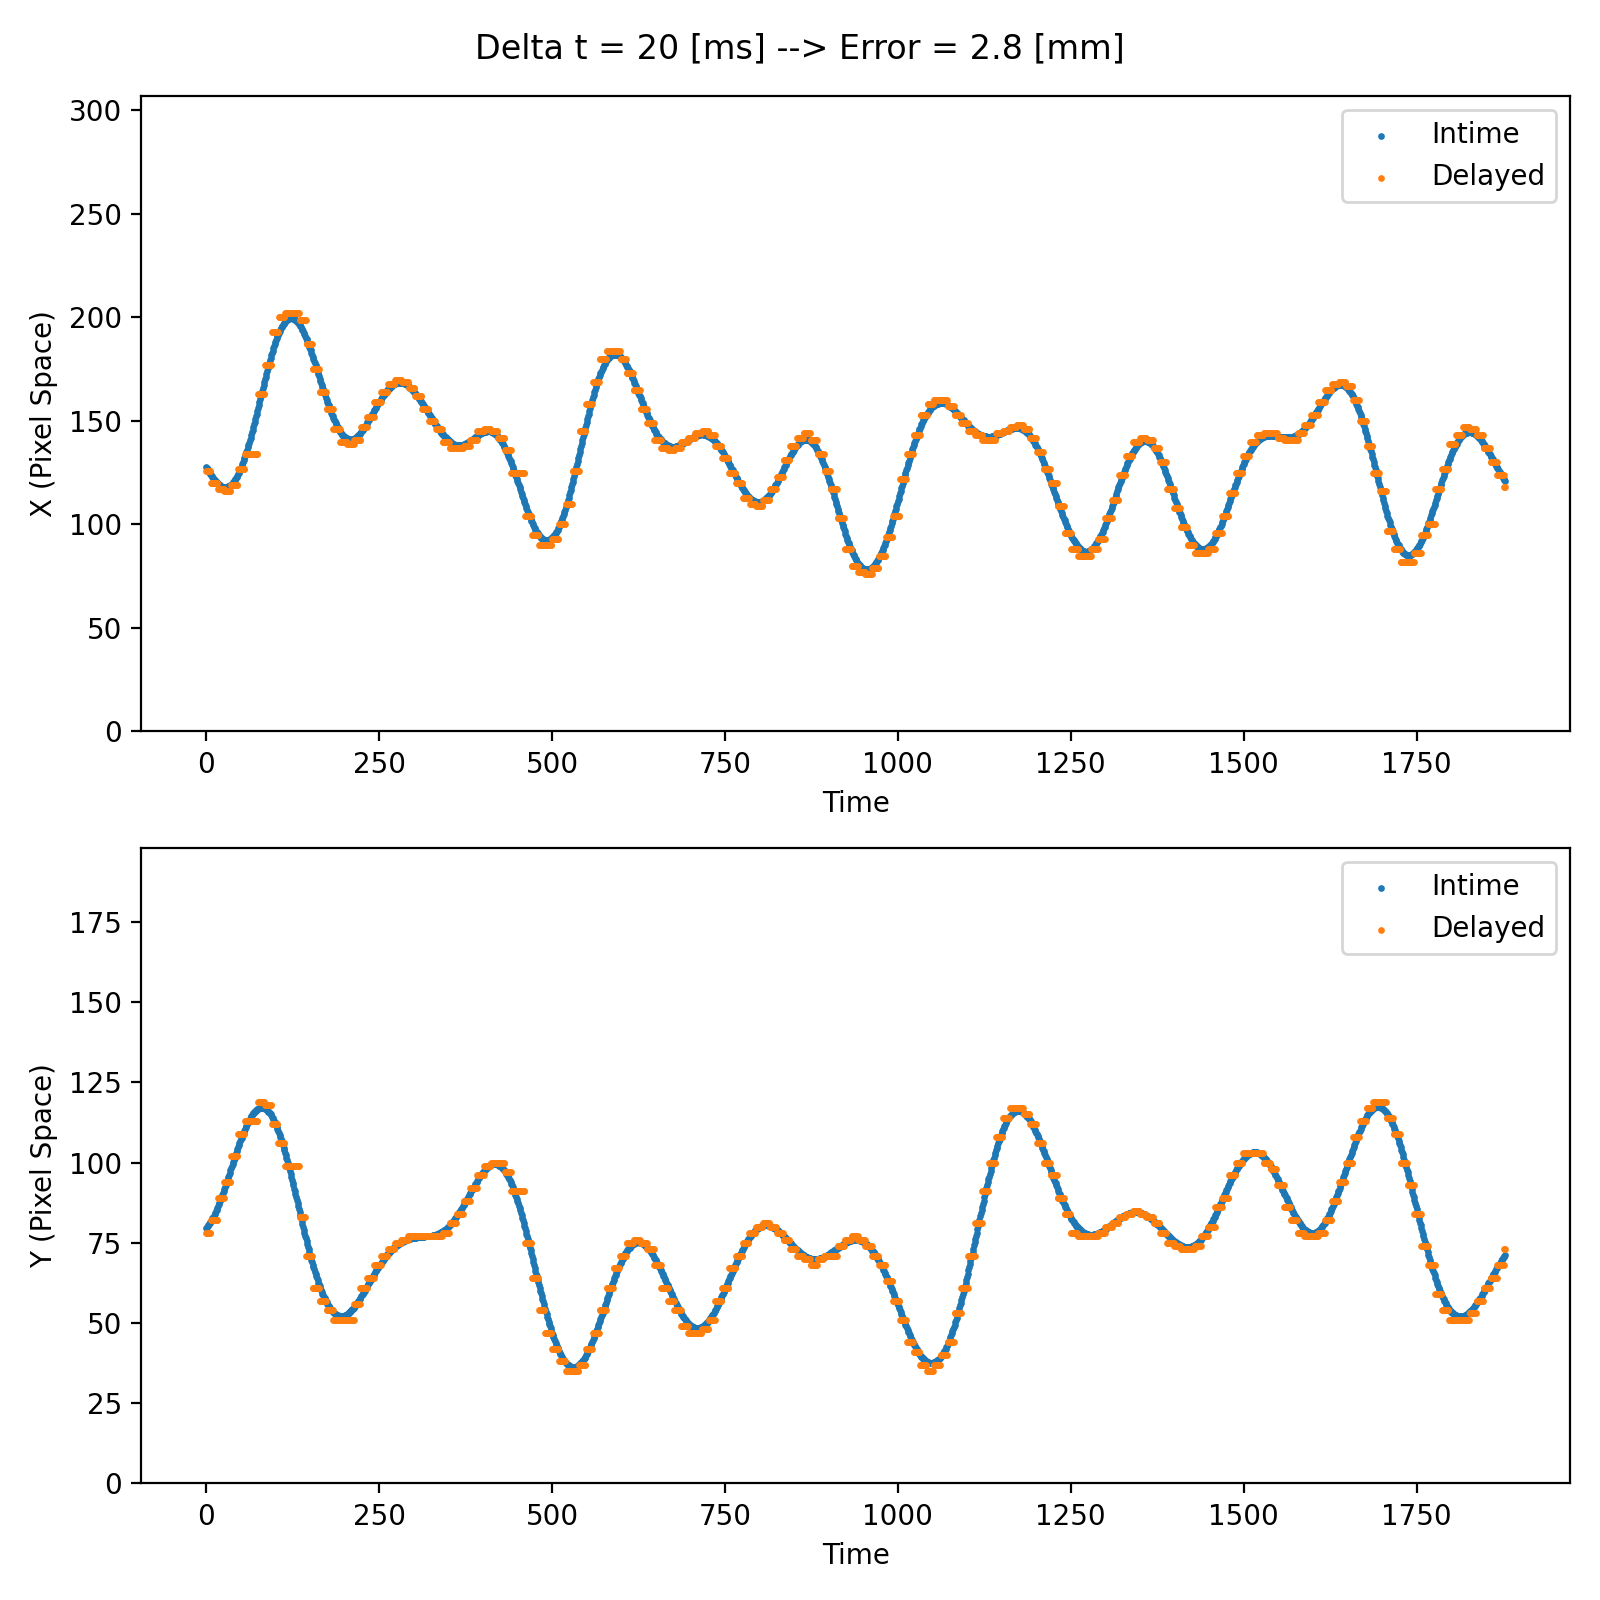 Delta t = 20 [ms] --> Error = 2.8 [mm]
300
250
200
150
100
50
0
X (Pixel Space)
Intime
Delayed
0 250 500 750 1000 1250 1500 1750
Time
175
150
125
100
75
50
25
0
Y (Pixel Space)
Intime
Delayed
0 250 500 750 1000 1250 1500 1750
Time